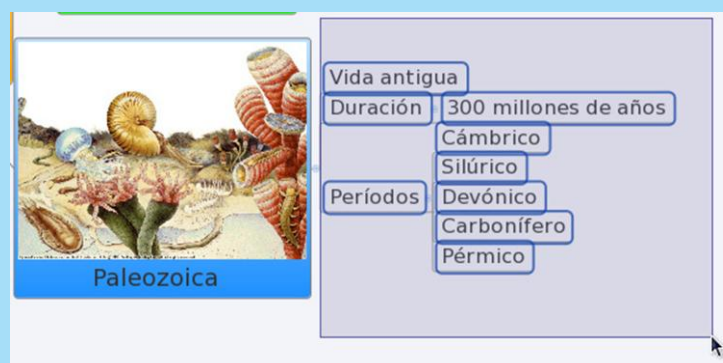 Vida antigua
Duración 300 millones de años
Cámbrico
Silúrico
Períodos Devónico
Carbonífero
Pérmico
Paleozoica